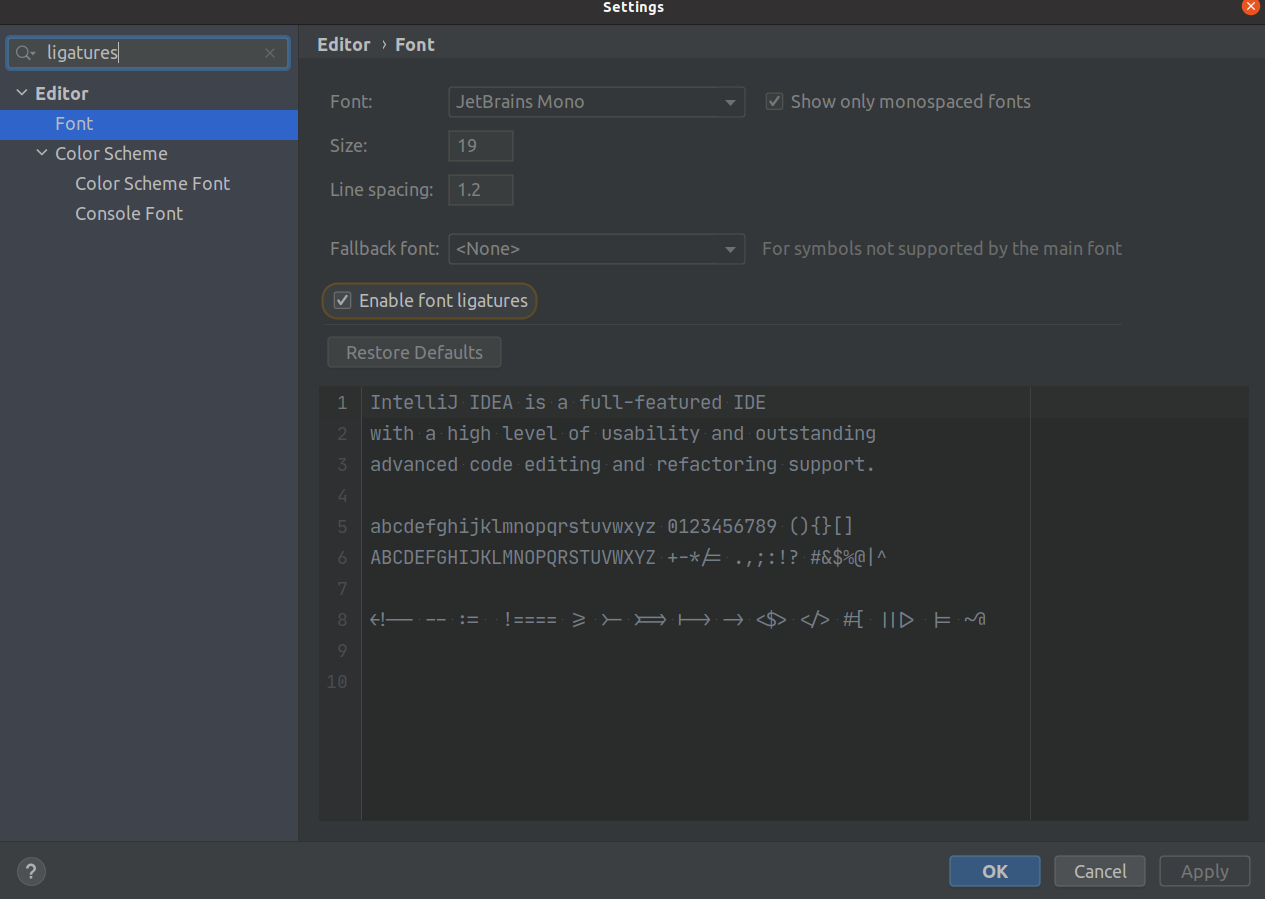 Settings
ligatures
Editor
Font
Color Scheme
Color Scheme Font
Console Font
Editor › Font
Font: JetBrains Mono Show only monospaced fonts
Size: 19
Line spacing: 1.2
Fallback font: <None> For symbols not supported by the main font
Enable font ligatures
Restore Defaults
1 IntelliJ IDEA is a full-featured IDE
2 with a high level of usability and outstanding
3 advanced code editing and refactoring support.
4
5 abcdefghijklmnopqrstuvwxyz 0123456789 (){}[]
6 ABCDEFGHIJKLMNOPQRSTUVWXYZ +-*/= .,;:!? #&$%@|^
7
8 <!-- -- := !==== >= >- >=> |-> -> <$> </> #[ ||> |= ~@
9
10
? OK Cancel Apply